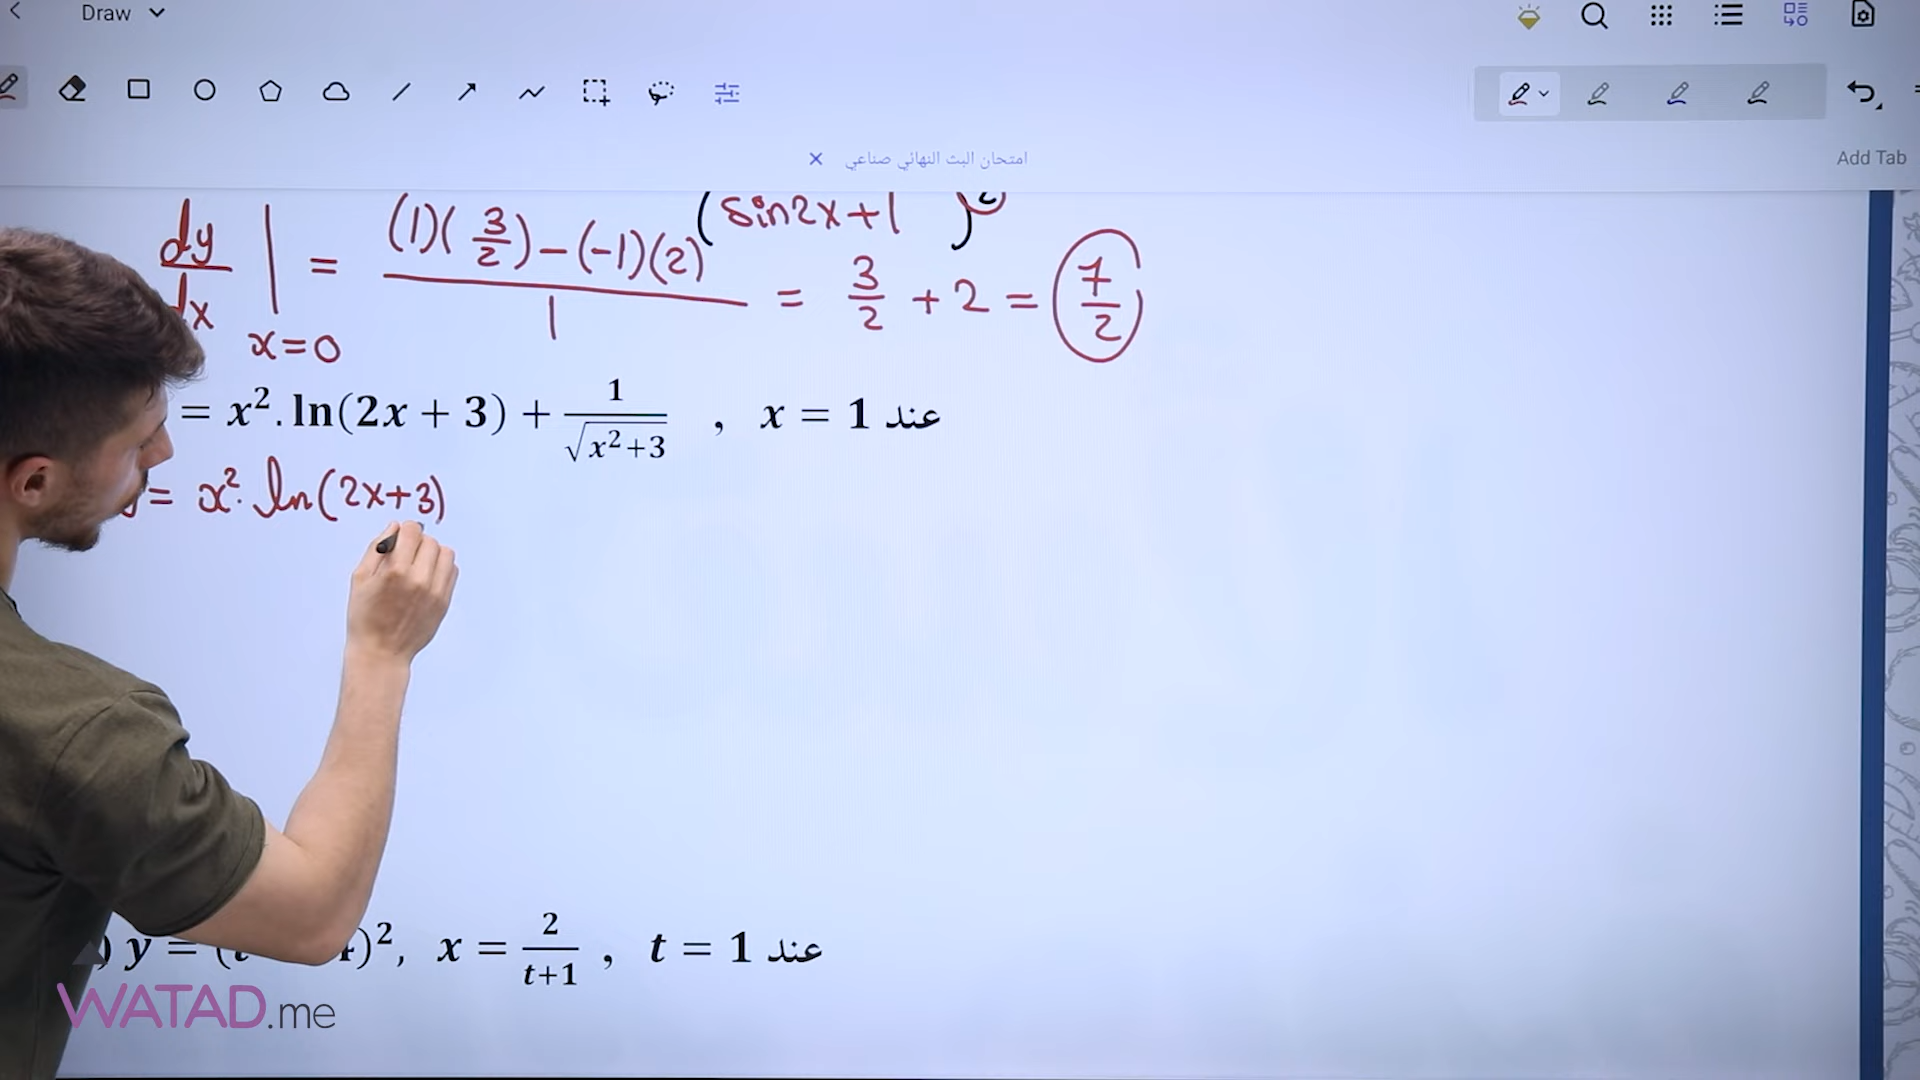 Draw
امتحان البث النهائي صناعي
Add Tab
(sin2x+1)²
dy/dx | x=0 = (1)(3/2)-(-1)(2) / 1 = 3/2 + 2 = 7/2
= x². ln(2x + 3) + 1/√(x²+3) , x = 1 عند
= x². ln(2x+3)
) y = ( )², x = 2/(t+1) , t = 1 عند
WATAD.me